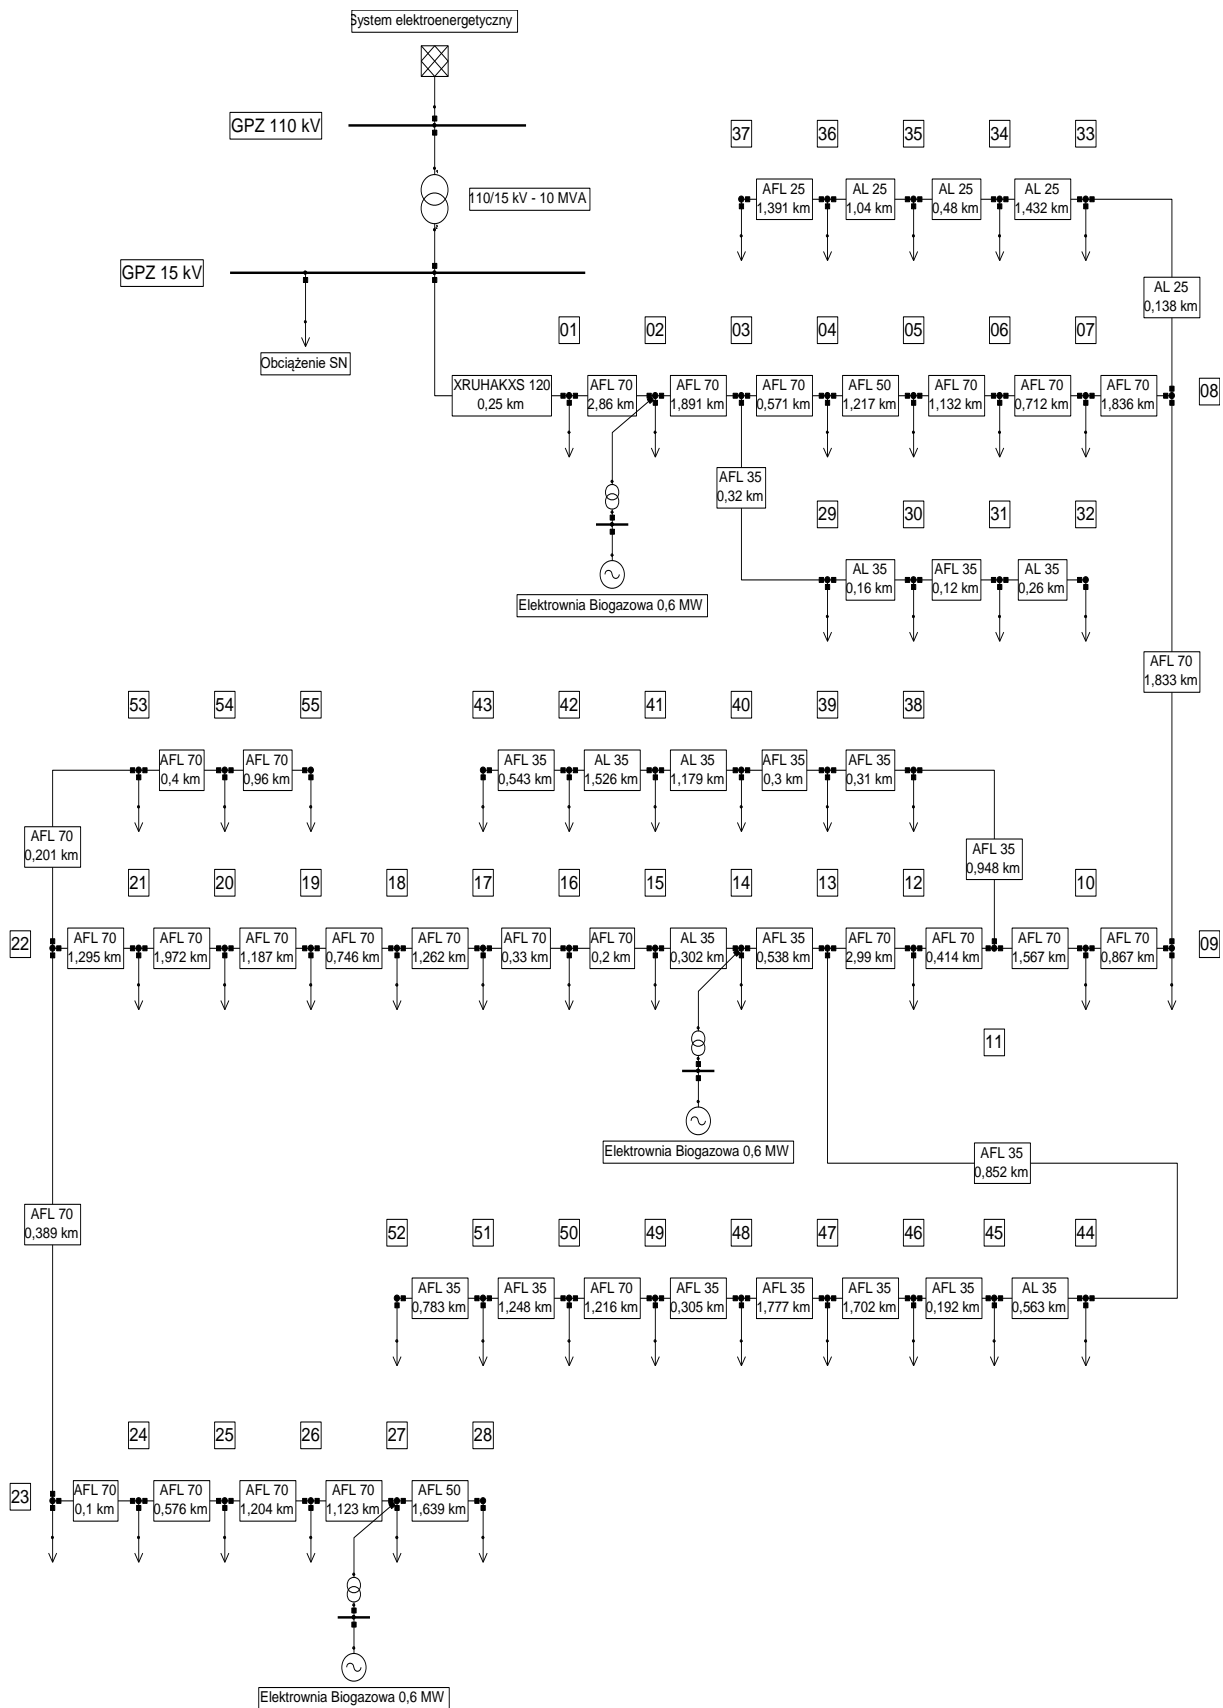 System elektroenergetyczny
GPZ 110 kV
110/15 kV - 10 MVA
GPZ 15 kV
Obciążenie SN
37
36
35
34
33
AFL 25
1,391 km
AL 25
1,04 km
AL 25
0,48 km
AL 25
1,432 km
AL 25
0,138 km
01
02
03
04
05
06
07
08
XRUHAKXS 120
0,25 km
AFL 70
2,86 km
AFL 70
1,891 km
AFL 70
0,571 km
AFL 50
1,217 km
AFL 70
1,132 km
AFL 70
0,712 km
AFL 70
1,836 km
AFL 35
0,32 km
29
30
31
32
AL 35
0,16 km
AFL 35
0,12 km
AL 35
0,26 km
Elektrownia Biogazowa 0,6 MW
AFL 70
1,833 km
53
54
55
43
42
41
40
39
38
AFL 70
0,4 km
AFL 70
0,96 km
AFL 35
0,543 km
AL 35
1,526 km
AL 35
1,179 km
AFL 35
0,3 km
AFL 35
0,31 km
AFL 70
0,201 km
AFL 35
0,948 km
22
21
20
19
18
17
16
15
14
13
12
10
09
AFL 70
1,295 km
AFL 70
1,972 km
AFL 70
1,187 km
AFL 70
0,746 km
AFL 70
1,262 km
AFL 70
0,33 km
AFL 70
0,2 km
AL 35
0,302 km
AFL 35
0,538 km
AFL 70
2,99 km
AFL 70
0,414 km
AFL 70
1,567 km
AFL 70
0,867 km
11
Elektrownia Biogazowa 0,6 MW
AFL 35
0,852 km
AFL 70
0,389 km
52
51
50
49
48
47
46
45
44
AFL 35
0,783 km
AFL 35
1,248 km
AFL 70
1,216 km
AFL 35
0,305 km
AFL 35
1,777 km
AFL 35
1,702 km
AFL 35
0,192 km
AL 35
0,563 km
23
24
25
26
27
28
AFL 70
0,1 km
AFL 70
0,576 km
AFL 70
1,204 km
AFL 70
1,123 km
AFL 50
1,639 km
Elektrownia Biogazowa 0,6 MW